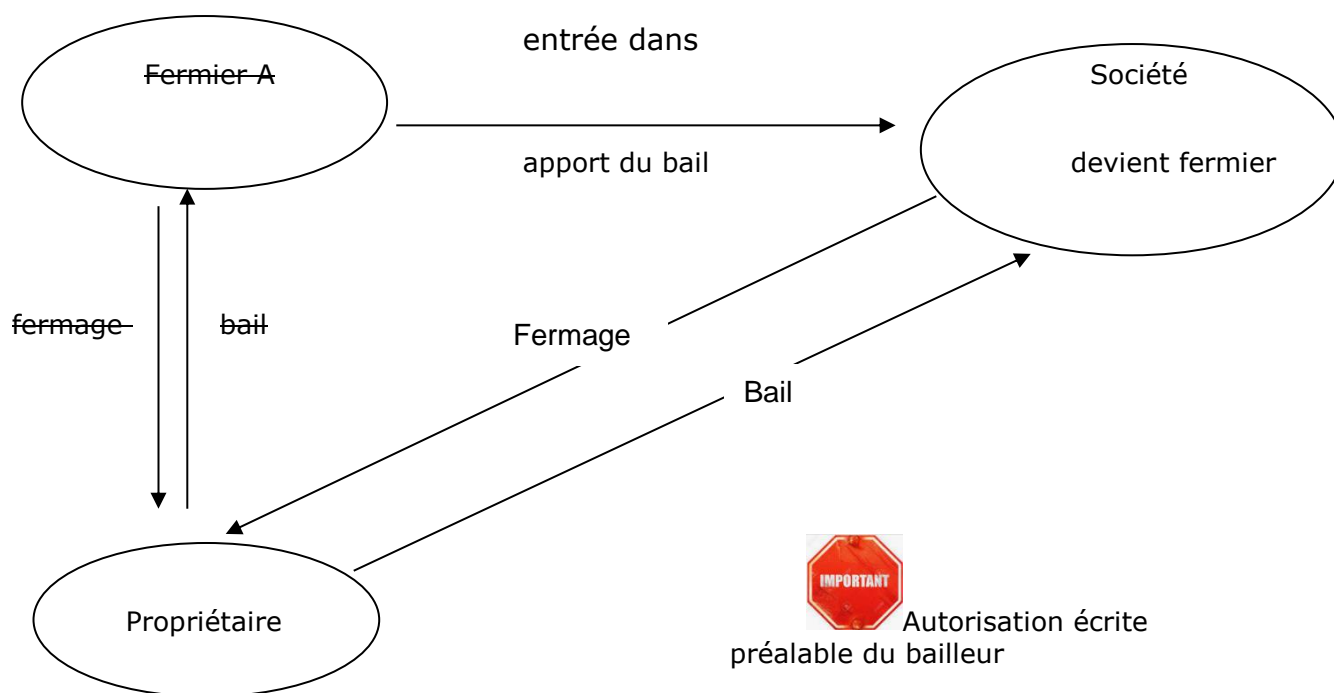 entrée dans
Fermier A
Société
apport du bail
devient fermier
fermage
bail
Fermage
Bail
IMPORTANT
Propriétaire
Autorisation écrite
préalable du bailleur